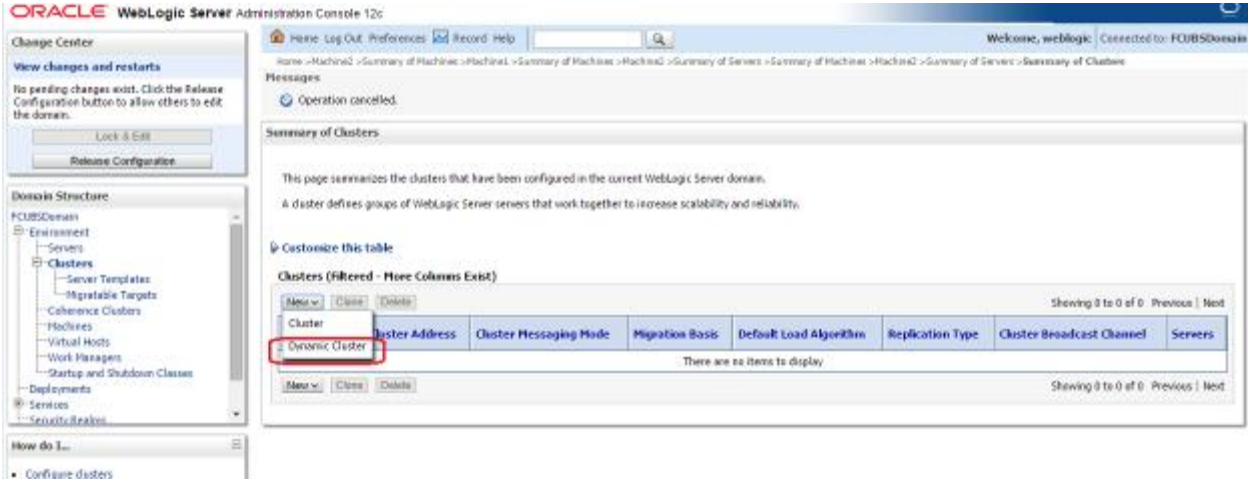 ORACLE WebLogic Server Administration Console 12c
Change Center
View changes and restarts
No pending changes exist. Click the Release
Configuration button to allow others to edit
the domain.
Lock & Edit
Release Configuration
Domain Structure
FCUBSDomain
Environment
Servers
Clusters
Server Templates
Migratable Targets
Coherence Clusters
Machines
Virtual Hosts
Work Managers
Startup and Shutdown Classes
Deployments
Services
Security Realms
How do I...
Configure clusters
Home Log Out Preferences Record Help
Welcome, weblogic Connected to: FCUBSDomain
Home >Machine2 >Summary of Machines >Machine1 >Summary of Machines >Machine2 >Summary of Servers >Summary of Machines >Machine2 >Summary of Servers >Summary of Clusters
Messages
Operation cancelled.
Summary of Clusters
This page summarizes the clusters that have been configured in the current WebLogic Server domain.
A cluster defines groups of WebLogic Server servers that work together to increase scalability and reliability.
Customize this table
Clusters (Filtered - More Columns Exist)
New Clone Delete Showing 0 to 0 of 0 Previous | Next
Cluster
Dynamic Cluster
Cluster Address Cluster Messaging Mode Migration Basis Default Load Algorithm Replication Type Cluster Broadcast Channel Servers
There are no items to display
New Clone Delete Showing 0 to 0 of 0 Previous | Next